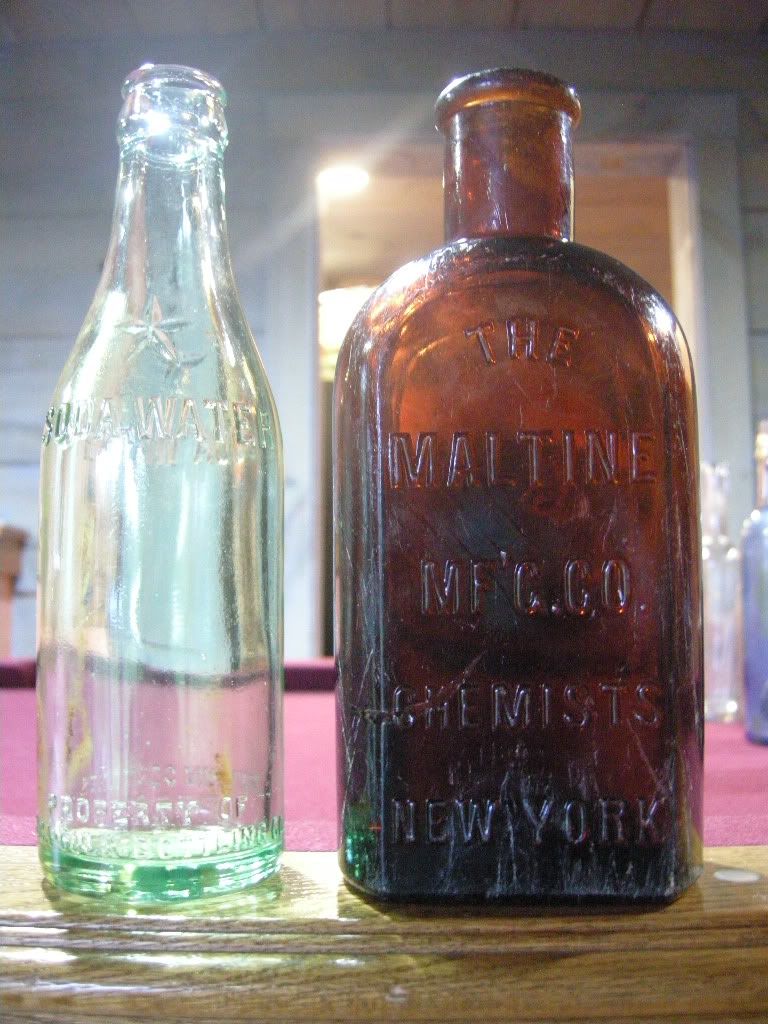 SODA WATER
PROPERTY OF
THE
MALTINE
MF'G.CO.
CHEMISTS
NEW YORK